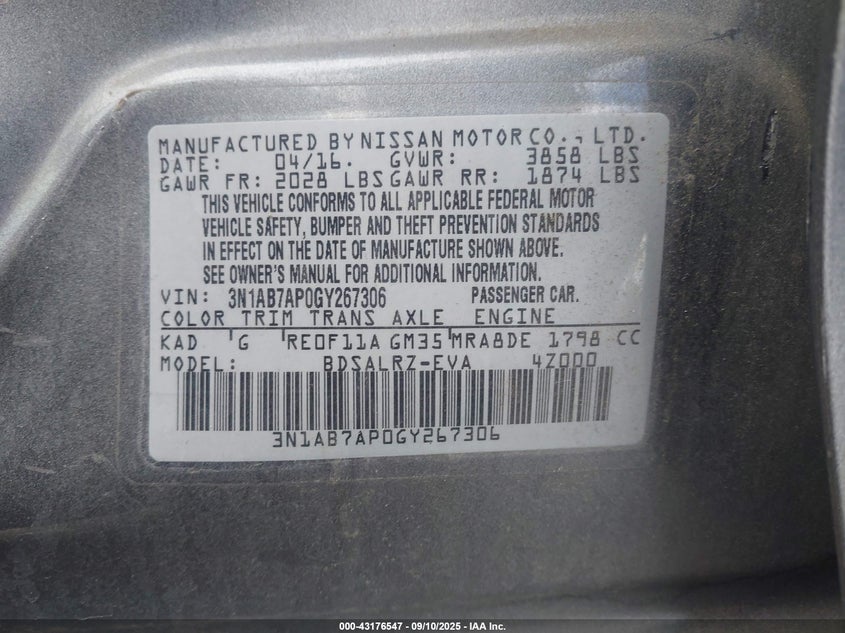 MANUFACTURED BY NISSAN MOTOR CO., LTD.
DATE: 04/16. GVWR: 3858 LBS
GAWR FR: 2028 LBS GAWR RR: 1874 LBS
THIS VEHICLE CONFORMS TO ALL APPLICABLE FEDERAL MOTOR
VEHICLE SAFETY, BUMPER AND THEFT PREVENTION STANDARDS
IN EFFECT ON THE DATE OF MANUFACTURE SHOWN ABOVE.
SEE OWNER'S MANUAL FOR ADDITIONAL INFORMATION.
VIN: 3N1AB7AP0GY267306 PASSENGER CAR.
COLOR TRIM TRANS AXLE ENGINE
KAD G RE0F11A GM35 MRA8DE 1798 CC
MODEL: BDSALRZ-EVA 4Z000
3N1AB7AP0GY267306
000-43176547 - 09/10/2025 - IAA Inc.